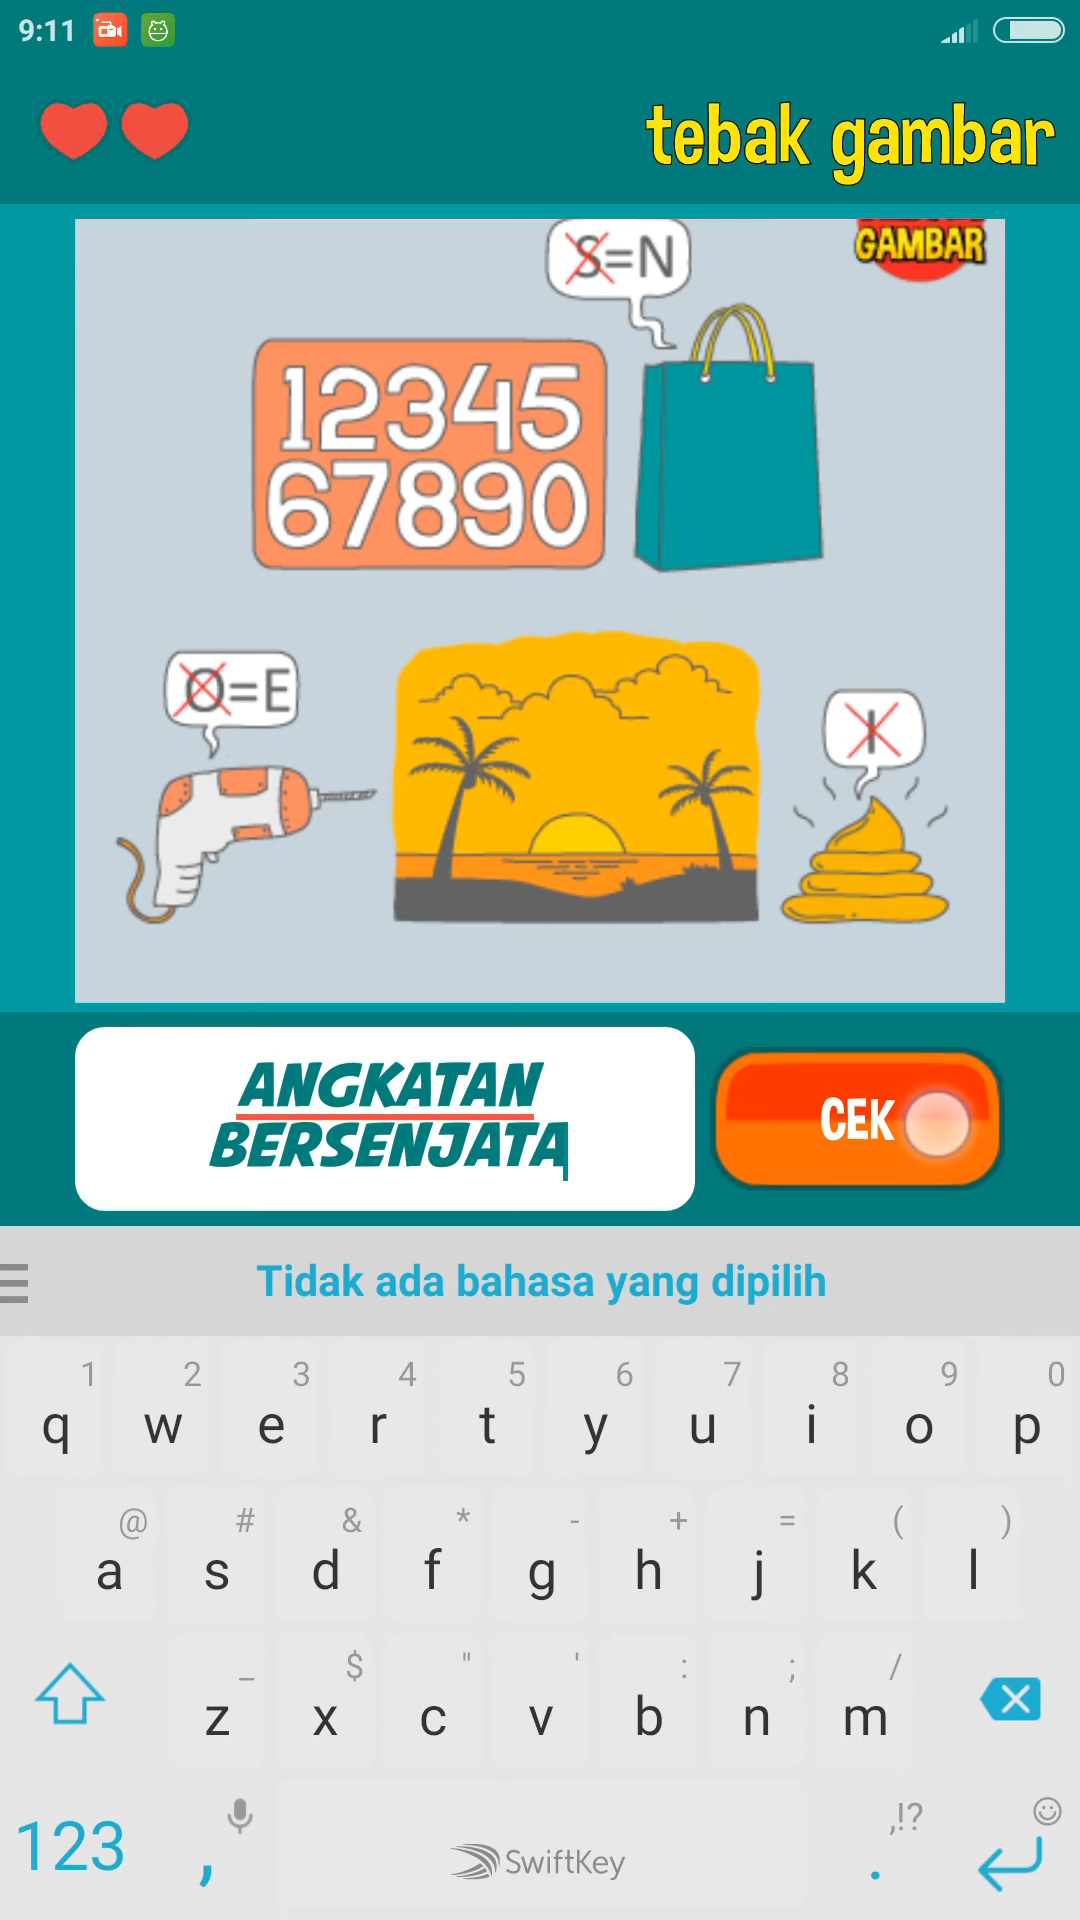 9:11
tebak gambar
S=N
GAMBAR
12345
67890
O=E
I
ANGKATAN
BERSENJATA
CEK
Tidak ada bahasa yang dipilih
1 2 3 4 5 6 7 8 9 0
q w e r t y u i o p
@ # & * - + = ( )
a s d f g h j k l
_ $ " ' : ; /
z x c v b n m
,!?
123 , SwiftKey .